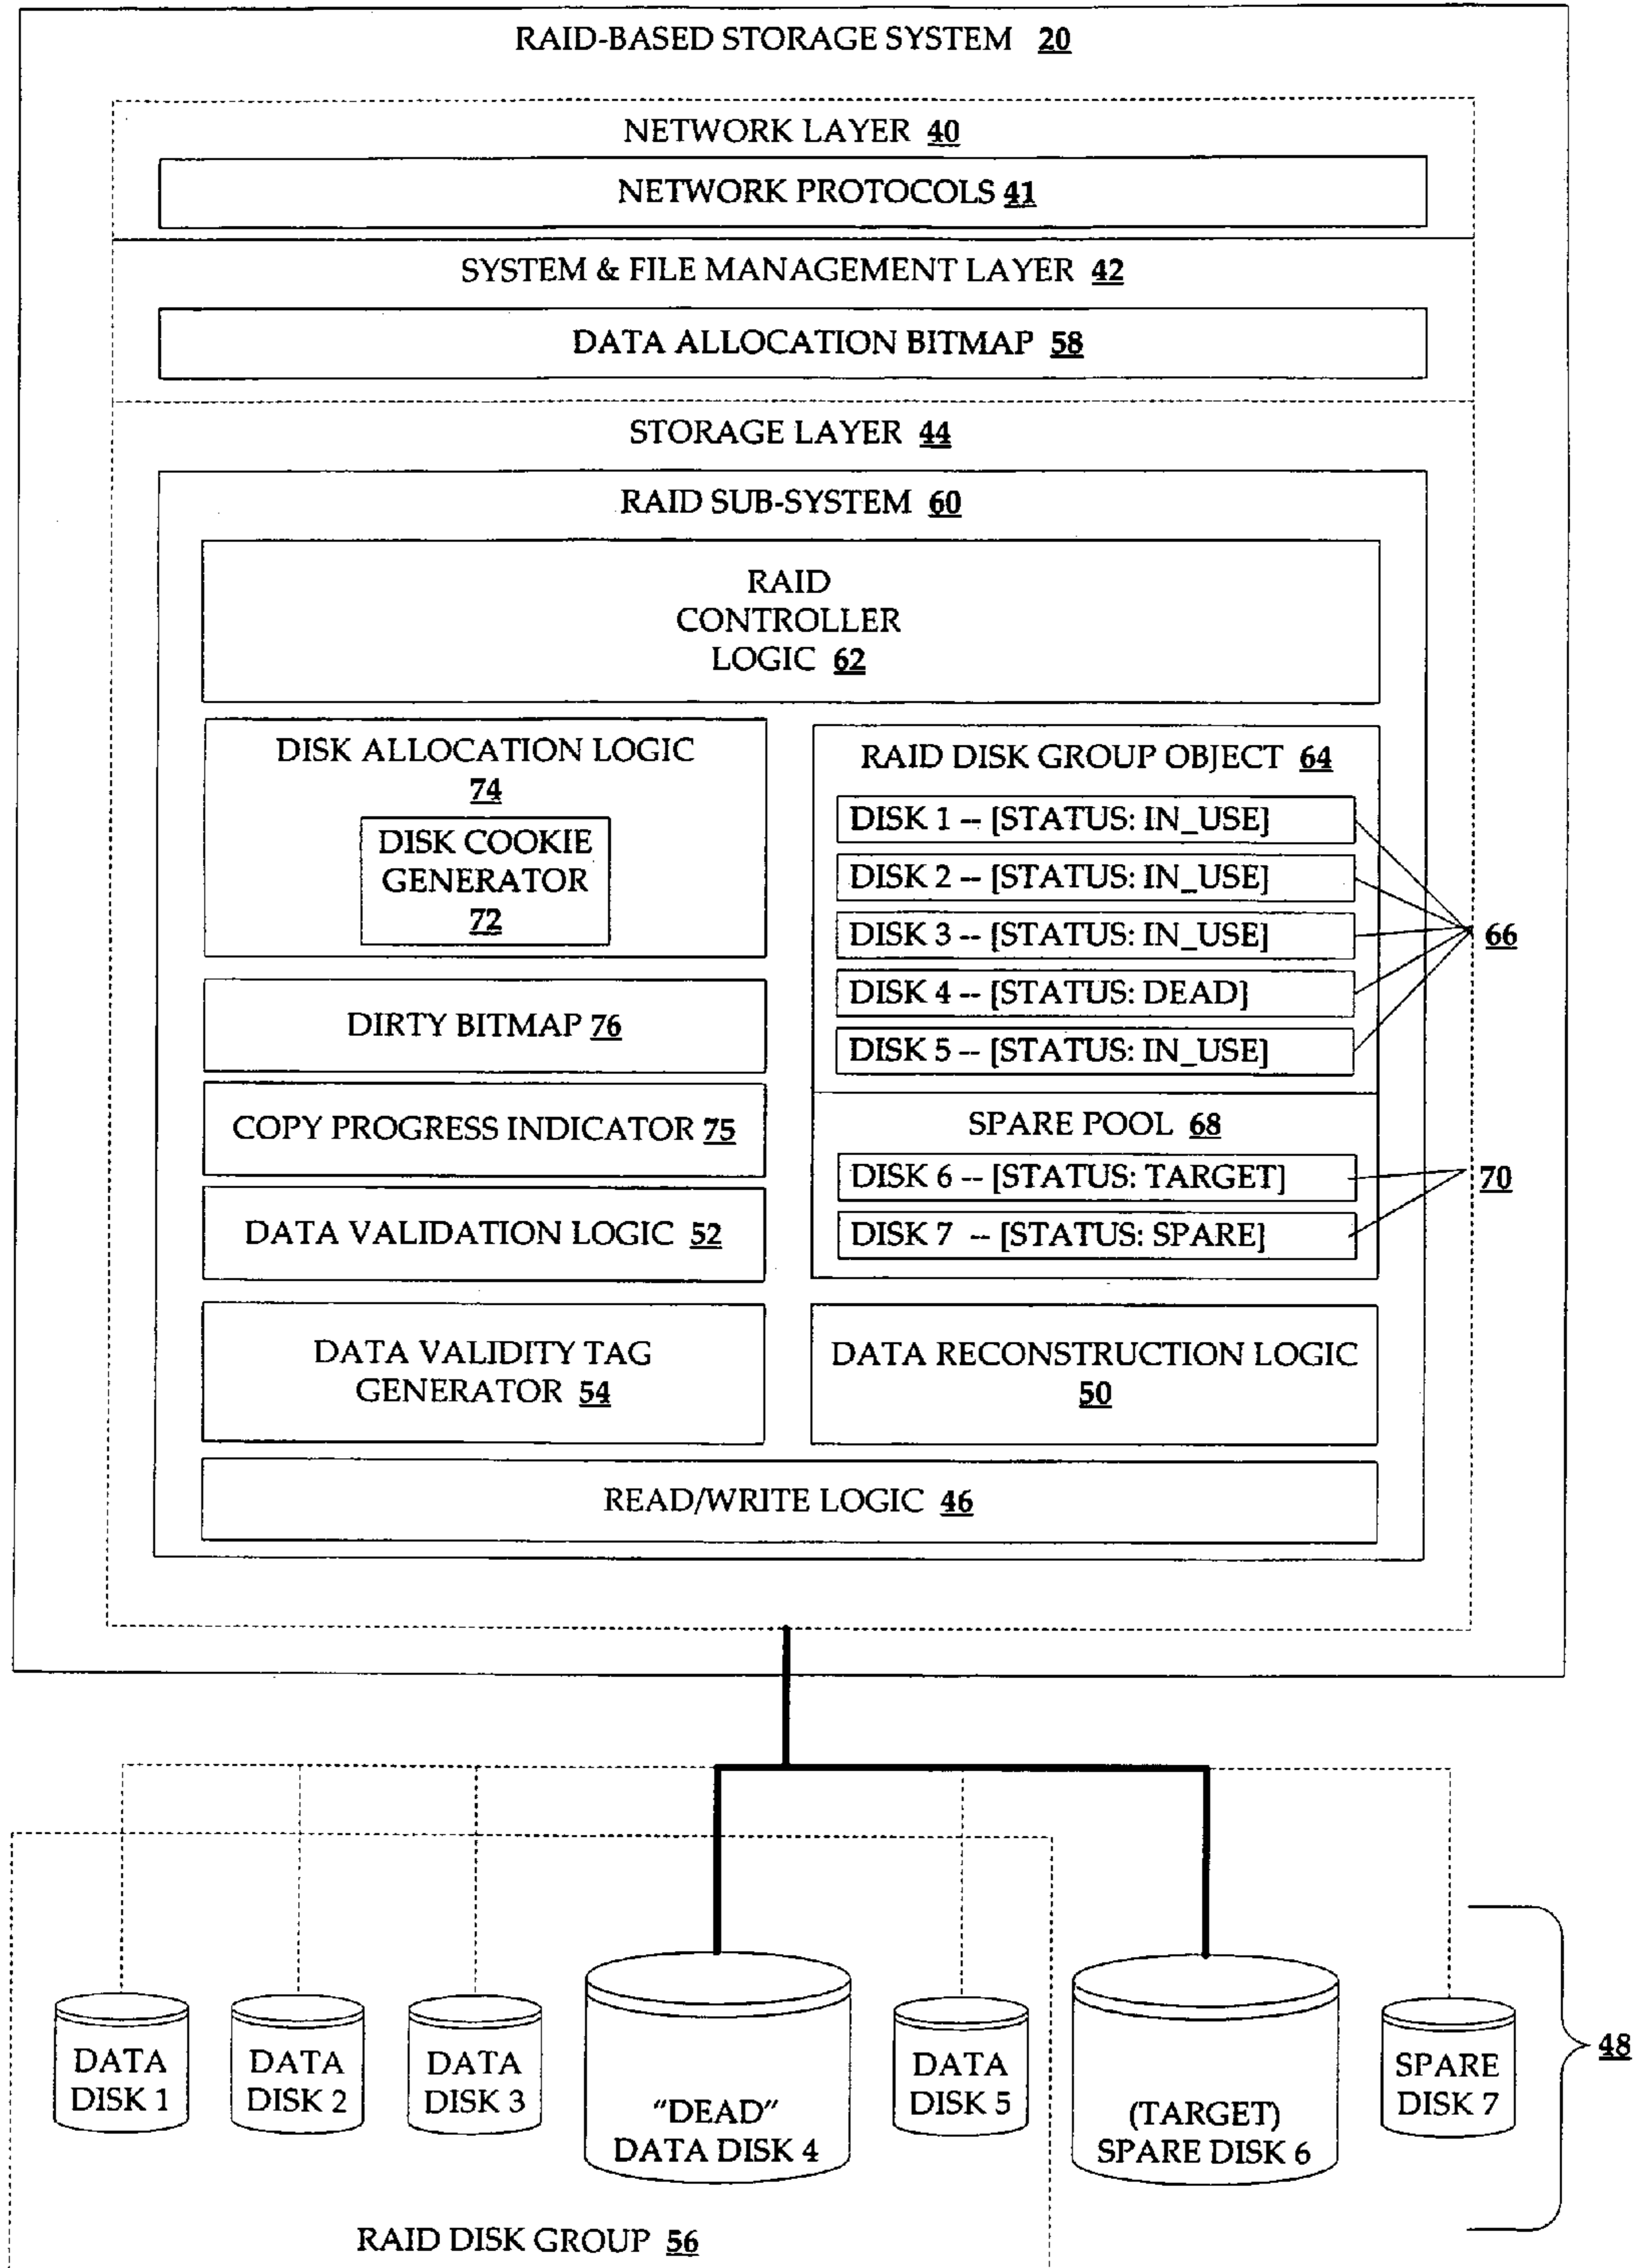 RAID-BASED STORAGE SYSTEM 20
NETWORK LAYER 40
NETWORK PROTOCOLS 41
SYSTEM & FILE MANAGEMENT LAYER 42
DATA ALLOCATION BITMAP 58
STORAGE LAYER 44
RAID SUB-SYSTEM 60
RAID
CONTROLLER
LOGIC 62
DISK ALLOCATION LOGIC
74
DISK COOKIE
GENERATOR
72
DIRTY BITMAP 76
COPY PROGRESS INDICATOR 75
DATA VALIDATION LOGIC 52
DATA VALIDITY TAG
GENERATOR 54
RAID DISK GROUP OBJECT 64
DISK 1 -- [STATUS: IN_USE]
DISK 2 -- [STATUS: IN_USE]
DISK 3 -- [STATUS: IN_USE]
DISK 4 -- [STATUS: DEAD]
DISK 5 -- [STATUS: IN_USE]
66
SPARE POOL 68
DISK 6 -- [STATUS: TARGET]
DISK 7 -- [STATUS: SPARE]
70
DATA RECONSTRUCTION LOGIC
50
READ/WRITE LOGIC 46
DATA
DISK 1
DATA
DISK 2
DATA
DISK 3
"DEAD"
DATA DISK 4
DATA
DISK 5
(TARGET)
SPARE DISK 6
SPARE
DISK 7
48
RAID DISK GROUP 56